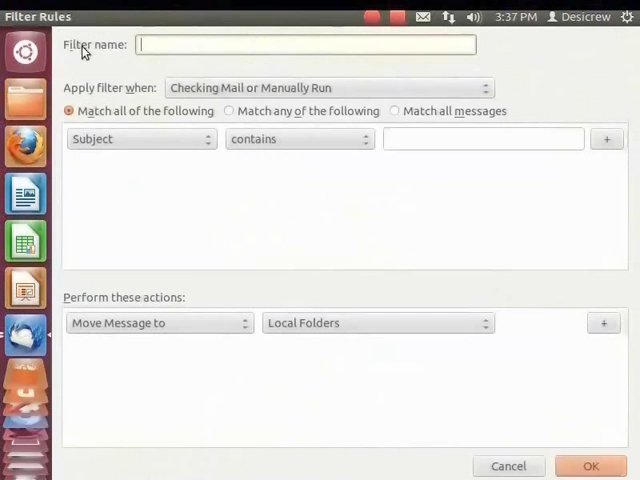 Filter Rules 3:37 PM Desicrew
Filter name:
Apply filter when: Checking Mail or Manually Run
Match all of the following Match any of the following Match all messages
Subject contains +
Perform these actions:
Move Message to Local Folders +
Cancel OK